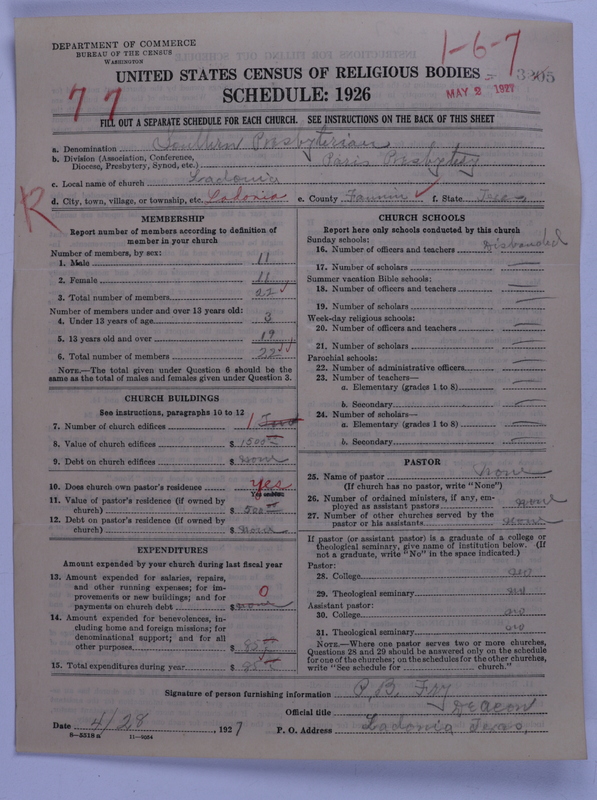 DEPARTMENT OF COMMERCE
BUREAU OF THE CENSUS
WASHINGTON
1-6-7
UNITED STATES CENSUS OF RELIGIOUS BODIES
3305
77
SCHEDULE: 1926
MAY 2 1927
FILL OUT A SEPARATE SCHEDULE FOR EACH CHURCH. SEE INSTRUCTIONS ON THE BACK OF THIS SHEET
a. Denomination Southern Presbyterian
b. Division (Association, Conference, Diocese, Presbytery, Synod, etc.) Paris Presbytery
c. Local name of church Ladonia
R
d. City, town, village, or township, etc. Ladonia e. County Fannin ✓ f. State Texas
MEMBERSHIP
Report number of members according to definition of
member in your church
Number of members, by sex:
1. Male 11
2. Female 11
3. Total number of members 22 ✓
Number of members under and over 13 years old:
4. Under 13 years of age 3
5. 13 years old and over 19
6. Total number of members 22 ✓
NOTE.—The total given under Question 6 should be the
same as the total of males and females given under Question 3.
CHURCH BUILDINGS
See instructions, paragraphs 10 to 12
7. Number of church edifices 1
8. Value of church edifices $ 1500
9. Debt on church edifices $ None
10. Does church own pastor's residence Yes
11. Value of pastor's residence (if owned by
church) $ 500
12. Debt on pastor's residence (if owned by
church) $ None
EXPENDITURES
Amount expended by your church during last fiscal year
13. Amount expended for salaries, repairs,
and other running expenses; for im-
provements or new buildings; and for
payments on church debt $ None 0
14. Amount expended for benevolences, in-
cluding home and foreign missions; for
denominational support; and for all
other purposes $ 85
15. Total expenditures during year $ 85
CHURCH SCHOOLS
Report here only schools conducted by this church
Sunday schools:
16. Number of officers and teachers Disbanded
17. Number of scholars
Summer vacation Bible schools:
18. Number of officers and teachers
19. Number of scholars
Week-day religious schools:
20. Number of officers and teachers
21. Number of scholars
Parochial schools:
22. Number of administrative officers
23. Number of teachers—
a. Elementary (grades 1 to 8)
b. Secondary
24. Number of scholars—
a. Elementary (grades 1 to 8)
b. Secondary
PASTOR
25. Name of pastor None
(If church has no pastor, write "None")
26. Number of ordained ministers, if any, em-
ployed as assistant pastors None
27. Number of other churches served by the
pastor or his assistants None
If pastor (or assistant pastor) is a graduate of a college or
theological seminary, give name of institution below. (If
not a graduate, write "No" in the space indicated.)
Pastor:
28. College no
29. Theological seminary no
Assistant pastor:
30. College no
31. Theological seminary no
NOTE.—Where one pastor serves two or more churches,
Questions 28 and 29 should be answered only on the schedule
for one of the churches; on the schedules for the other churches,
write "See schedule for church."
Signature of person furnishing information P. B. Fry
Official title Deacon
Date 4/28, 1927 P. O. Address Ladonia Texas,
8—5318a 11—9034